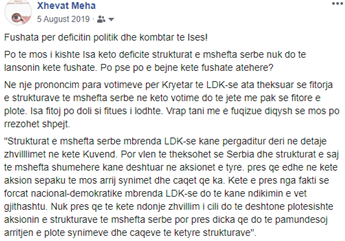 Xhevat Meha
5 August 2019 ·
Fushata per deficitin politik dhe kombtar te Ises!
Po te mos i kishte Isa keto deficite strukturat e mshefta serbe nuk do te
lansonin kete fushate. Po pse po e bejne kete fushate atehere?
Ne nje prononcim para votimeve per Kryetar te LDK-se ata theksuar se fitorja
e strukturave te mshefta serbe ne keto votime do te jete me pak se fitore e
plote. Isa fitoj po doli si fitues i lodhte. Vrap tani me e fuqizue diqysh se mos po
rrezohet shpejt.
"Strukturat e mshefta serbe mbrenda LDK-se kane pergaditur deri ne detaje
zhvilllimet ne kete Kuvend. Por vlen te theksohet se Serbia dhe strukturat e saj
te mshefta shumehere kane deshtuar ne aksionet e tyre. pres qe edhe ne kete
aksion sepaku te mos arrij synimet dhe caqet qe ka. Kete e pres nga fakti se
forcat nacional-demokratike mbrenda LDK-se do te kane ndikimin e vet
gjithashtu. Nuk pres qe te kete ndonje zhvillim i cili do te deshtone plotesishte
aksionin e strukturave te mshefta serbe por pres dicka qe do te pamundesoj
arritjen e plote synimeve dhe caqeve te ketyre strukturave".